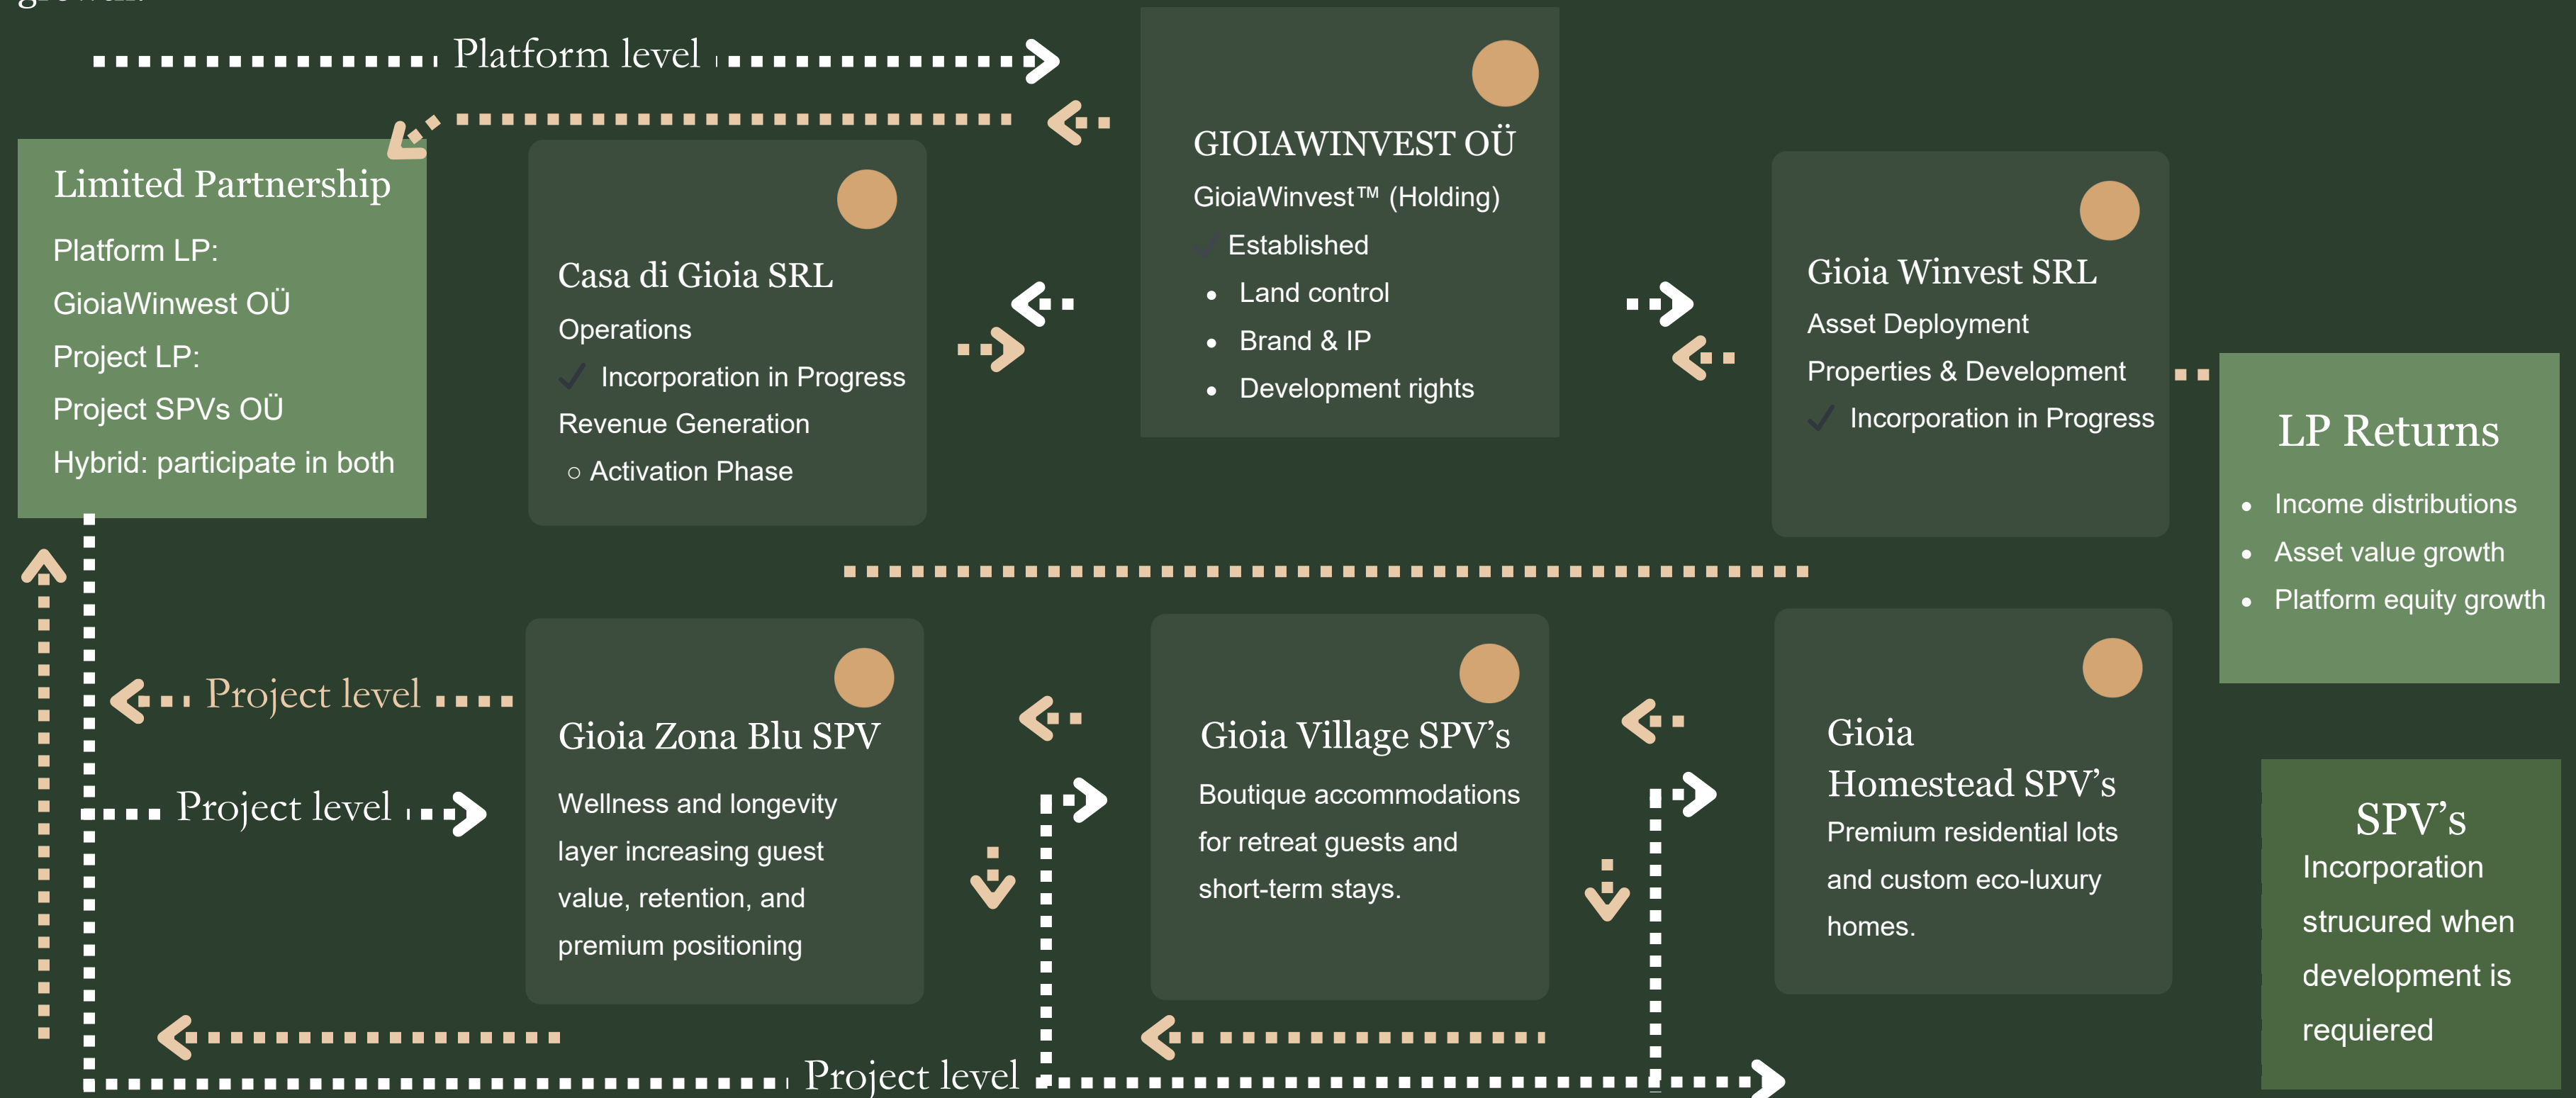 Platform level
Limited Partnership
Platform LP:
GioiaWinwest OÜ
Project LP:
Project SPVs OÜ
Hybrid: participate in both
Casa di Gioia SRL
Operations
✓ Incorporation in Progress
Revenue Generation
○ Activation Phase
GIOIAWINVEST OÜ
GioiaWinvest™ (Holding)
✓ Established
• Land control
• Brand & IP
• Development rights
Gioia Winvest SRL
Asset Deployment
Properties & Development
✓ Incorporation in Progress
LP Returns
• Income distributions
• Asset value growth
• Platform equity growth
Project level
Project level
Gioia Zona Blu SPV
Wellness and longevity
layer increasing guest
value, retention, and
premium positioning
Gioia Village SPV’s
Boutique accommodations
for retreat guests and
short-term stays.
Gioia
Homestead SPV’s
Premium residential lots
and custom eco-luxury
homes.
SPV’s
Incorporation
strucured when
development is
requiered
Project level